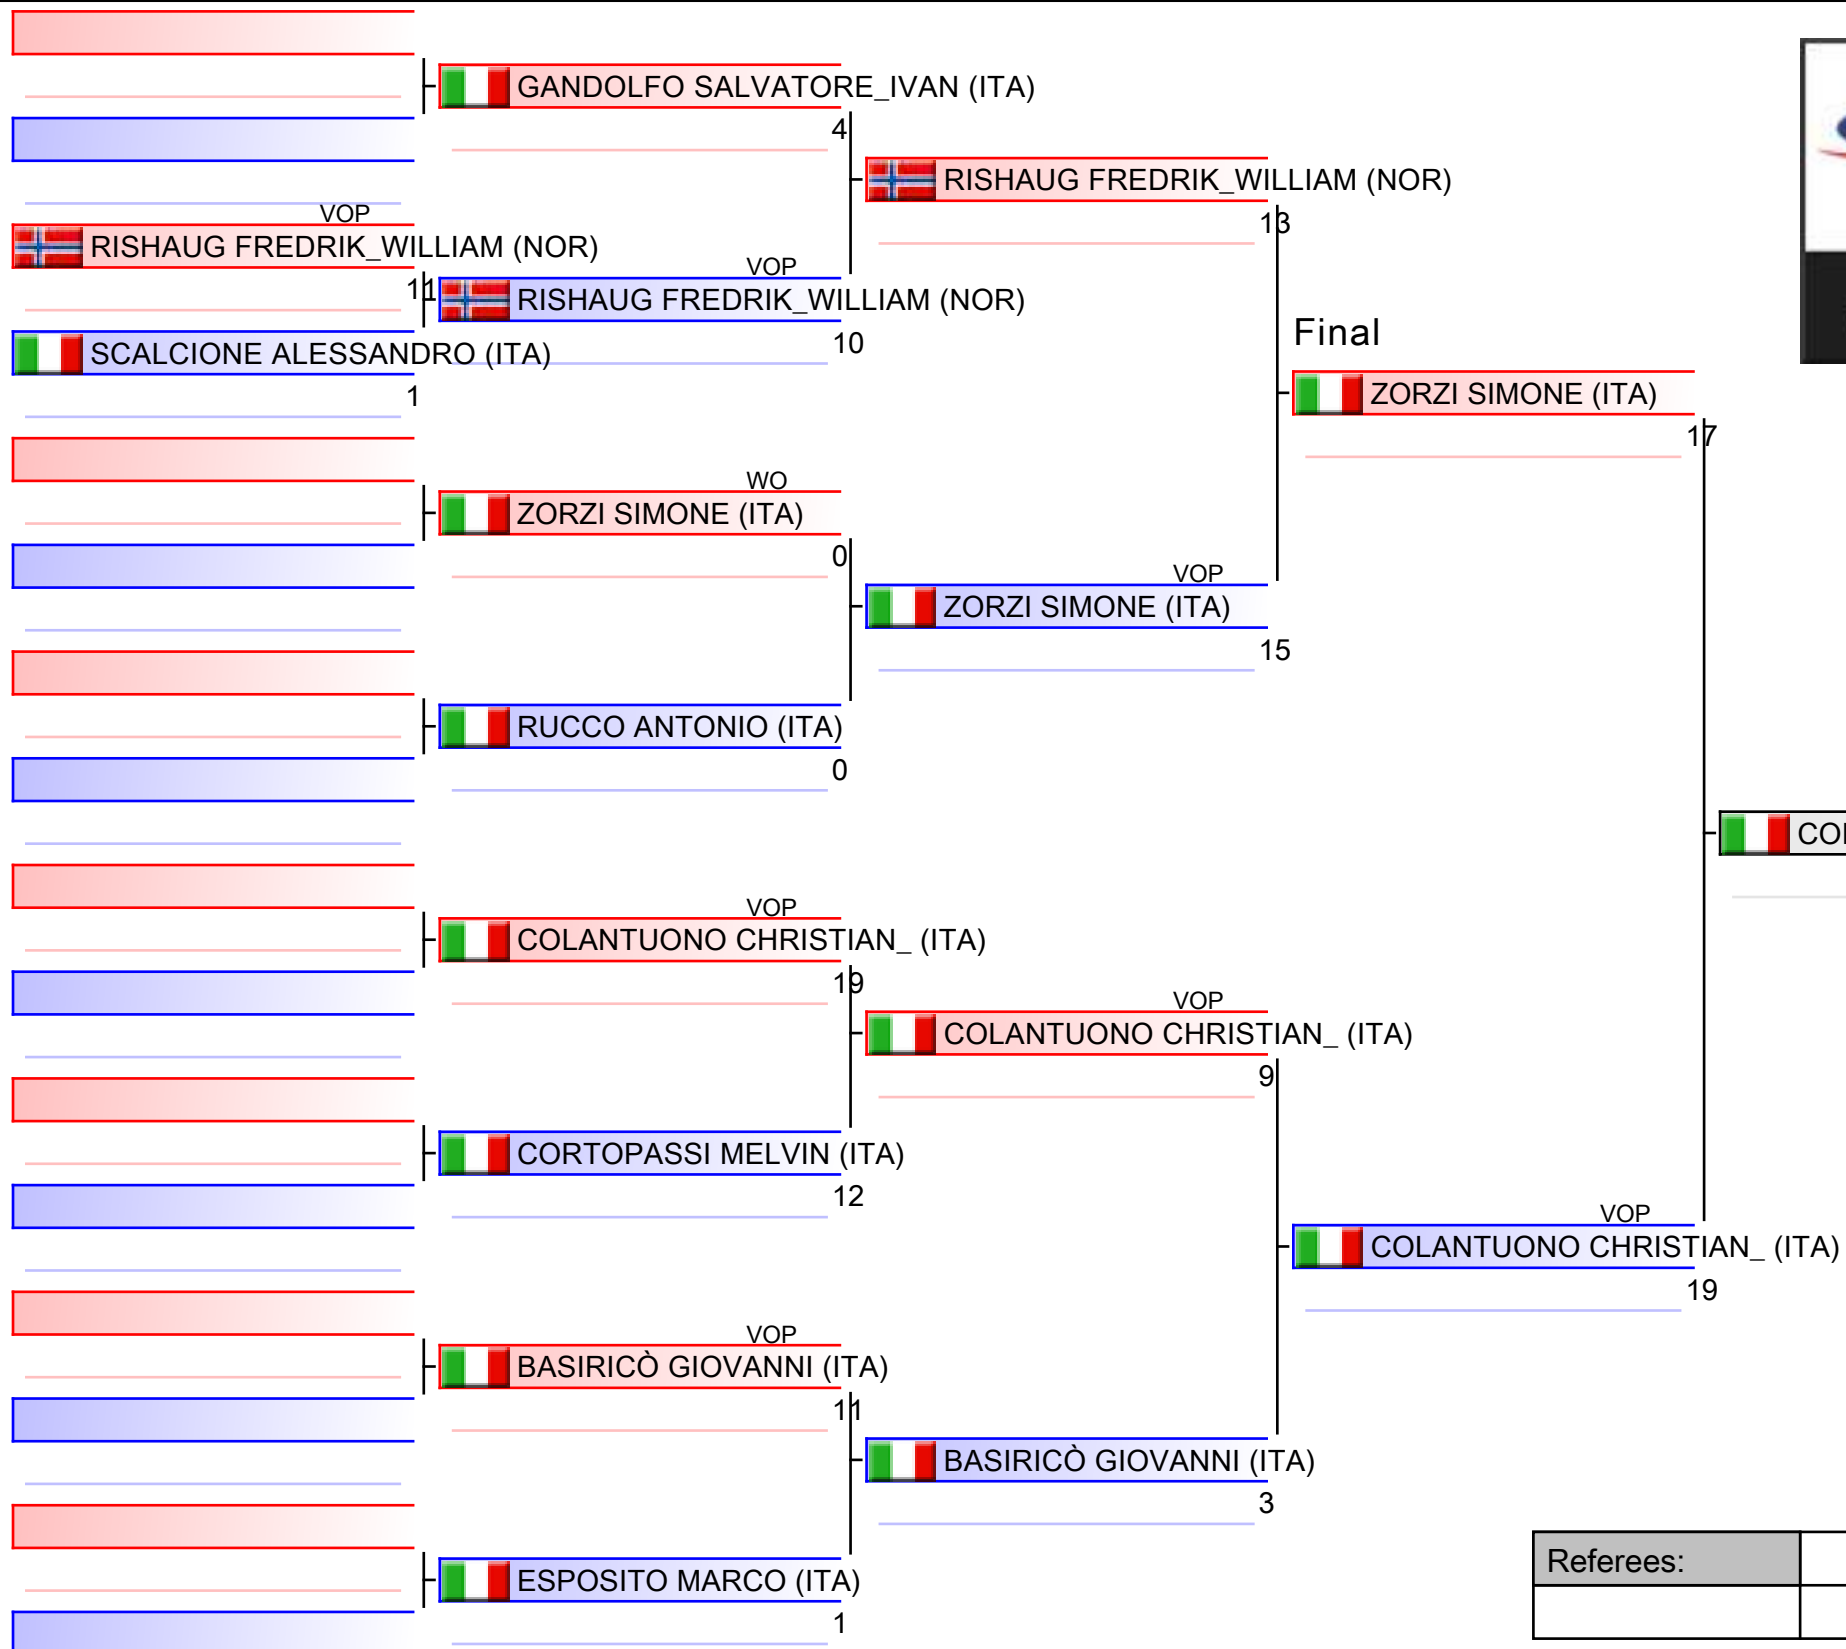 GANDOLFO SALVATORE_IVAN (ITA)
4
RISHAUG FREDRIK_WILLIAM (NOR)
13
VOP
RISHAUG FREDRIK_WILLIAM (NOR)
11
VOP
RISHAUG FREDRIK_WILLIAM (NOR)
10
Final
SCALCIONE ALESSANDRO (ITA)
1
ZORZI SIMONE (ITA)
17
WO
ZORZI SIMONE (ITA)
0
VOP
ZORZI SIMONE (ITA)
15
RUCCO ANTONIO (ITA)
0
VOP
COLANTUONO CHRISTIAN_ (ITA)
19
VOP
COLANTUONO CHRISTIAN_ (ITA)
9
CORTOPASSI MELVIN (ITA)
12
VOP
COLANTUONO CHRISTIAN_ (ITA)
19
VOP
BASIRICÒ GIOVANNI (ITA)
11
BASIRICÒ GIOVANNI (ITA)
3
ESPOSITO MARCO (ITA)
1
Referees: